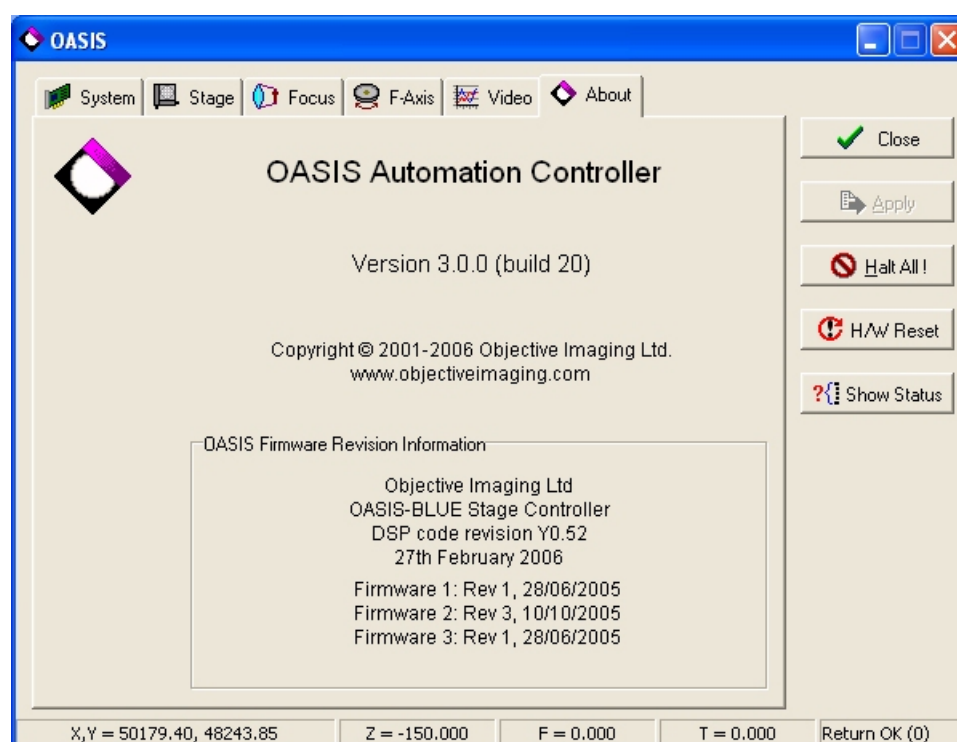 OASIS
System Stage Focus F-Axis Video About
OASIS Automation Controller
Version 3.0.0 (build 20)
Copyright © 2001-2006 Objective Imaging Ltd.
www.objectiveimaging.com
OASIS Firmware Revision Information
Objective Imaging Ltd
OASIS-BLUE Stage Controller
DSP code revision Y0.52
27th February 2006
Firmware 1: Rev 1, 28/06/2005
Firmware 2: Rev 3, 10/10/2005
Firmware 3: Rev 1, 28/06/2005
Close
Apply
Halt All !
H/W Reset
Show Status
X,Y = 50179.40, 48243.85 Z = -150.000 F = 0.000 T = 0.000 Return OK (0)